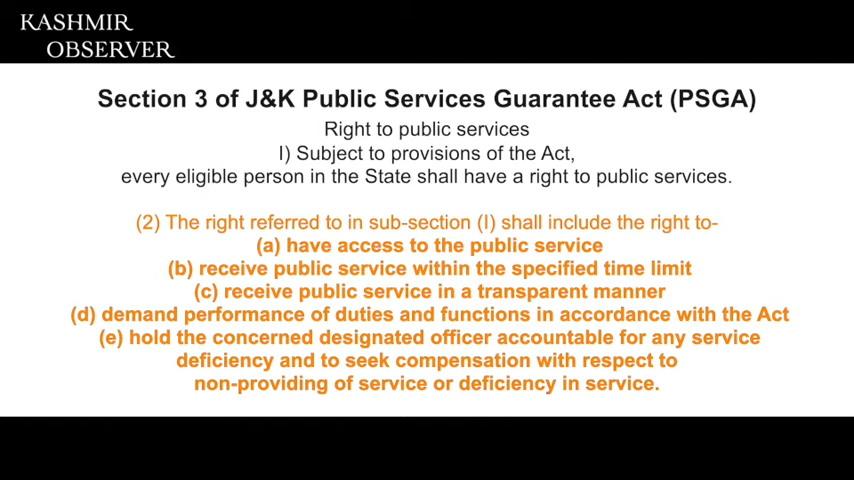 KASHMIR
OBSERVER
Section 3 of J&K Public Services Guarantee Act (PSGA)
Right to public services
I) Subject to provisions of the Act,
every eligible person in the State shall have a right to public services.
(2) The right referred to in sub-section (I) shall include the right to-
(a) have access to the public service
(b) receive public service within the specified time limit
(c) receive public service in a transparent manner
(d) demand performance of duties and functions in accordance with the Act
(e) hold the concerned designated officer accountable for any service
deficiency and to seek compensation with respect to
non-providing of service or deficiency in service.